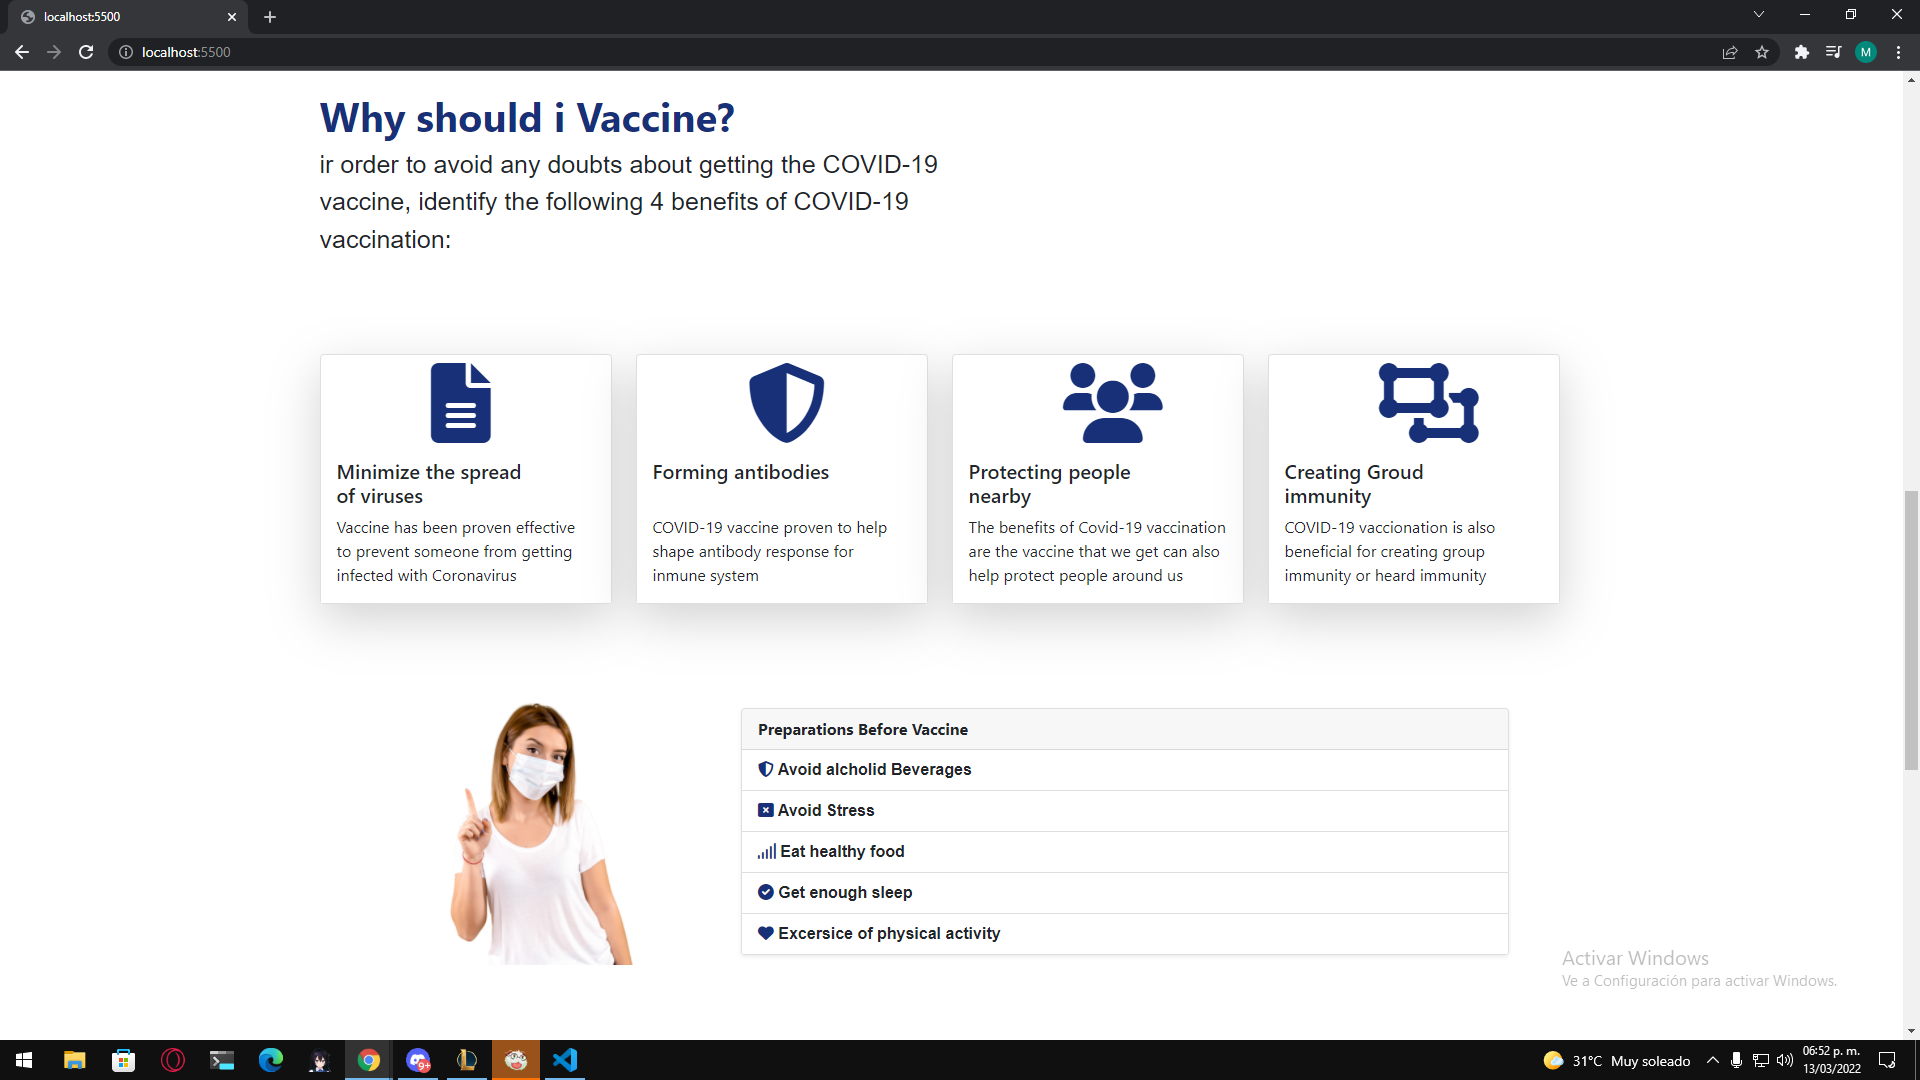 localhost:5500
localhost:5500
M
Why should i Vaccine?
ir order to avoid any doubts about getting the COVID-19
vaccine, identify the following 4 benefits of COVID-19
vaccination:
Minimize the spread
of viruses
Vaccine has been proven effective
to prevent someone from getting
infected with Coronavirus
Forming antibodies
COVID-19 vaccine proven to help
shape antibody response for
inmune system
Protecting people
nearby
The benefits of Covid-19 vaccination
are the vaccine that we get can also
help protect people around us
Creating Groud
immunity
COVID-19 vaccionation is also
beneficial for creating group
immunity or heard immunity
Preparations Before Vaccine
Avoid alcholid Beverages
Avoid Stress
Eat healthy food
Get enough sleep
Excersice of physical activity
Activar Windows
Ve a Configuración para activar Windows.
9+
31°C Muy soleado
06:52 p. m.
13/03/2022